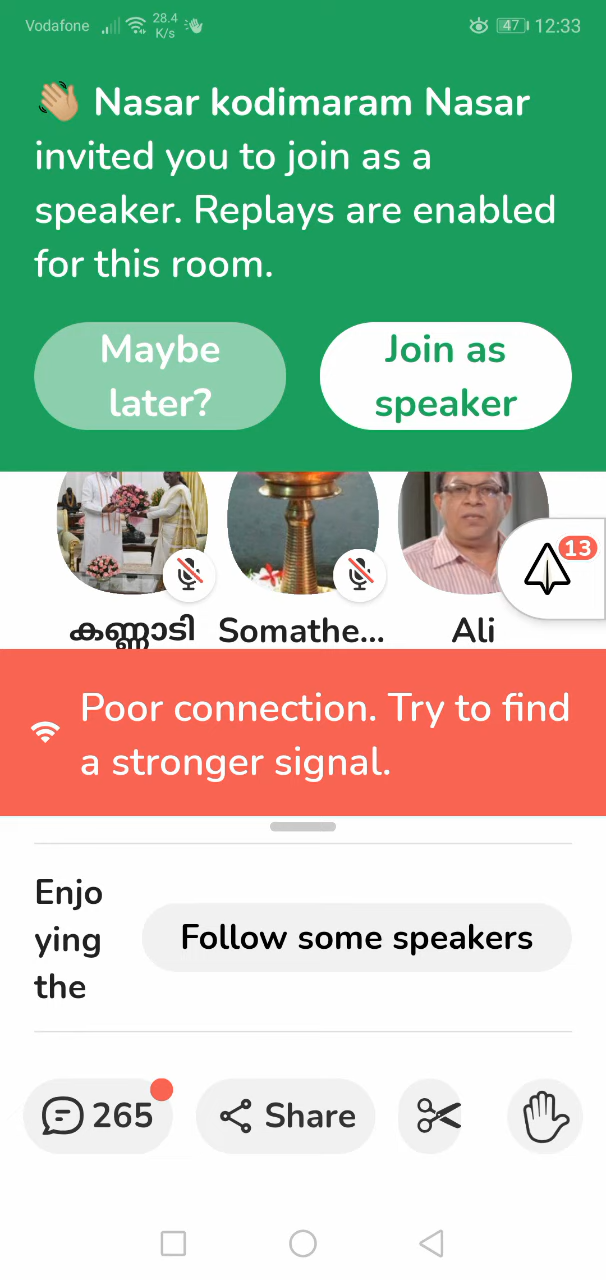 Vodafone 28.4 K/s 47 12:33
👋🏼 Nasar kodimaram Nasar
invited you to join as a
speaker. Replays are enabled
for this room.
Maybe
later?
Join as
speaker
13
കണ്ണാടി Somathe... Ali
Poor connection. Try to find
a stronger signal.
Enjo
ying
the
Follow some speakers
265 Share